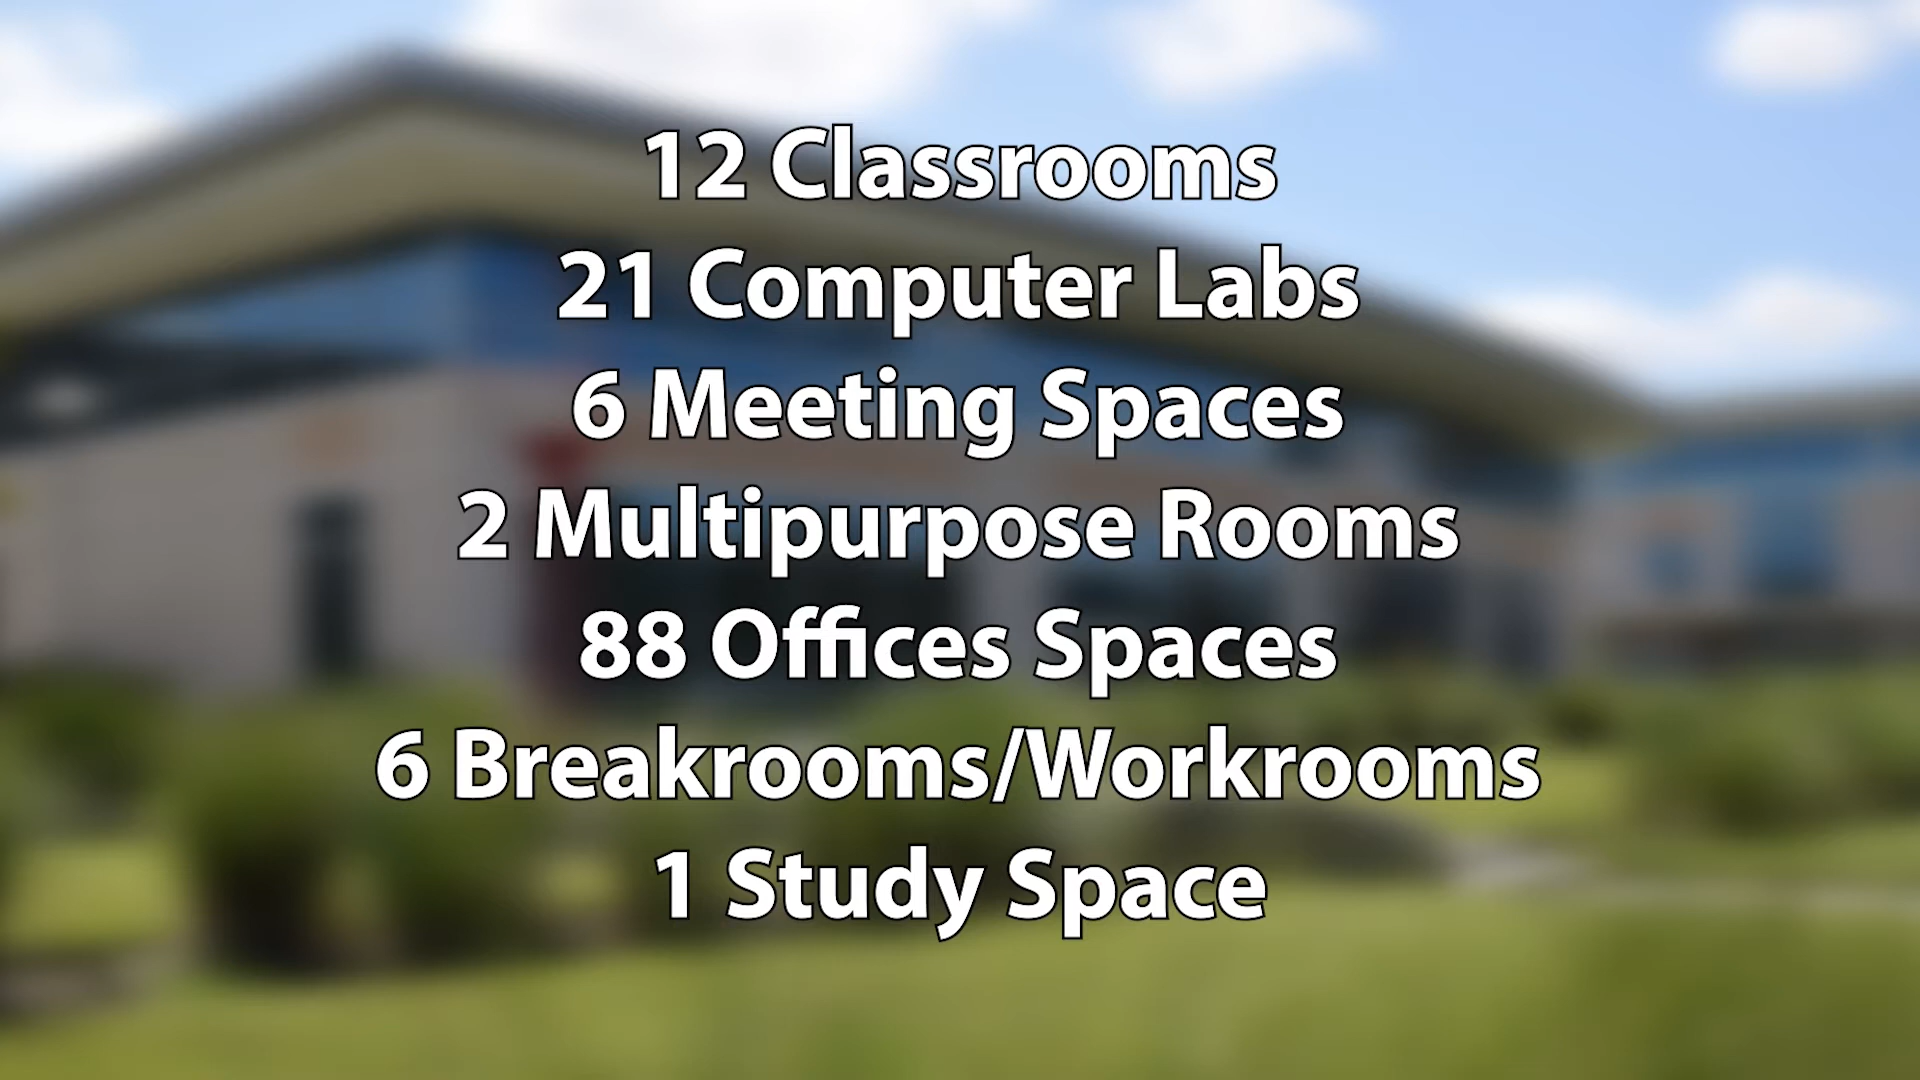 12 Classrooms
21 Computer Labs
6 Meeting Spaces
2 Multipurpose Rooms
88 Offices Spaces
6 Breakrooms/Workrooms
1 Study Space